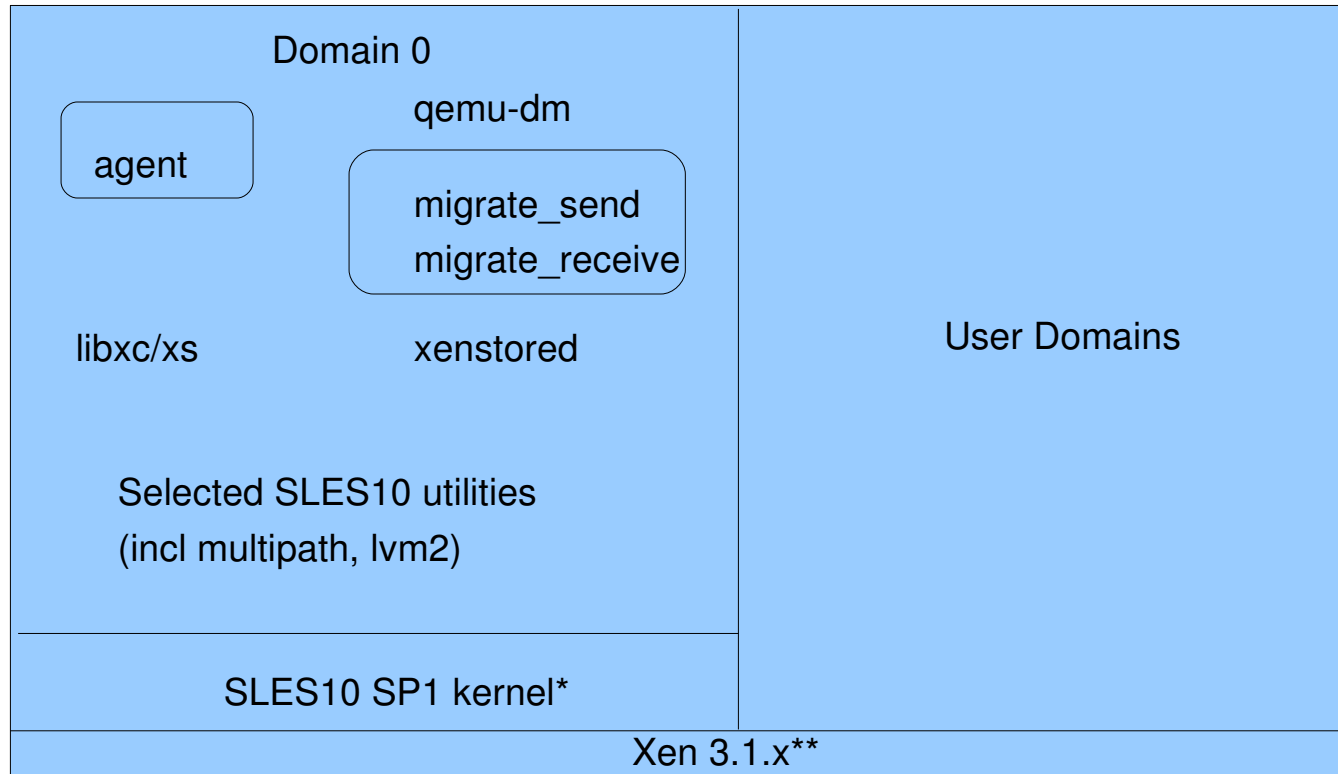 Domain 0
qemu-dm
agent
migrate_send
migrate_receive
libxc/xs
xenstored
User Domains
Selected SLES10 utilities
(incl multipath, lvm2)
SLES10 SP1 kernel*
Xen 3.1.x**